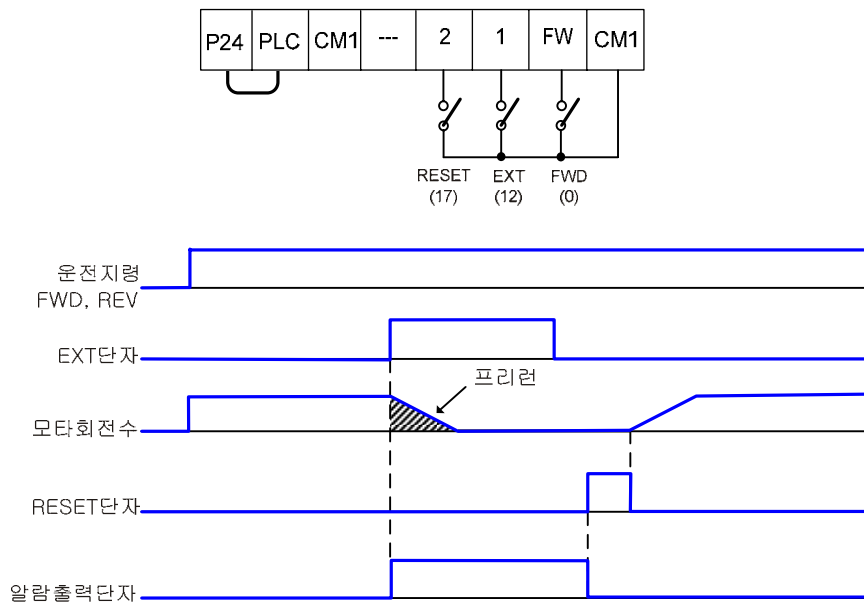 P24 PLC CM1 --- 2 1 FW CM1
RESET EXT FWD
(17) (12) (0)
운전지령
FWD, REV
EXT단자
프리런
모타회전수
RESET단자
알람출력단자